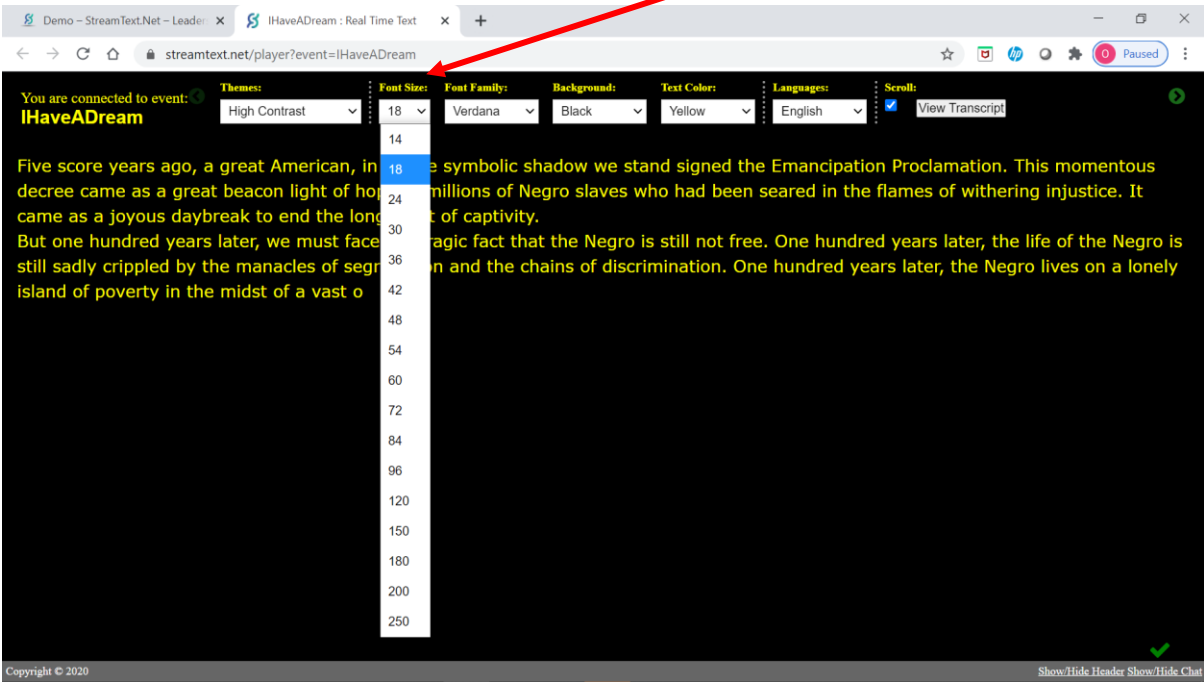 Demo – StreamText.Net – Leader
IHaveADream : Real Time Text
streamtext.net/player?event=IHaveADream
O Paused
You are connected to event:
IHaveADream
Themes: Font Size: Font Family: Background: Text Color: Languages: Scroll:
High Contrast 18 Verdana Black Yellow English View Transcript
14
18
24
30
36
42
48
54
60
72
84
96
120
150
180
200
250
Five score years ago, a great American, in e symbolic shadow we stand signed the Emancipation Proclamation. This momentous
decree came as a great beacon light of ho millions of Negro slaves who had been seared in the flames of withering injustice. It
came as a joyous daybreak to end the long t of captivity.
But one hundred years later, we must face ragic fact that the Negro is still not free. One hundred years later, the life of the Negro is
still sadly crippled by the manacles of segr on and the chains of discrimination. One hundred years later, the Negro lives on a lonely
island of poverty in the midst of a vast o
Copyright © 2020
Show/Hide Header Show/Hide Chat